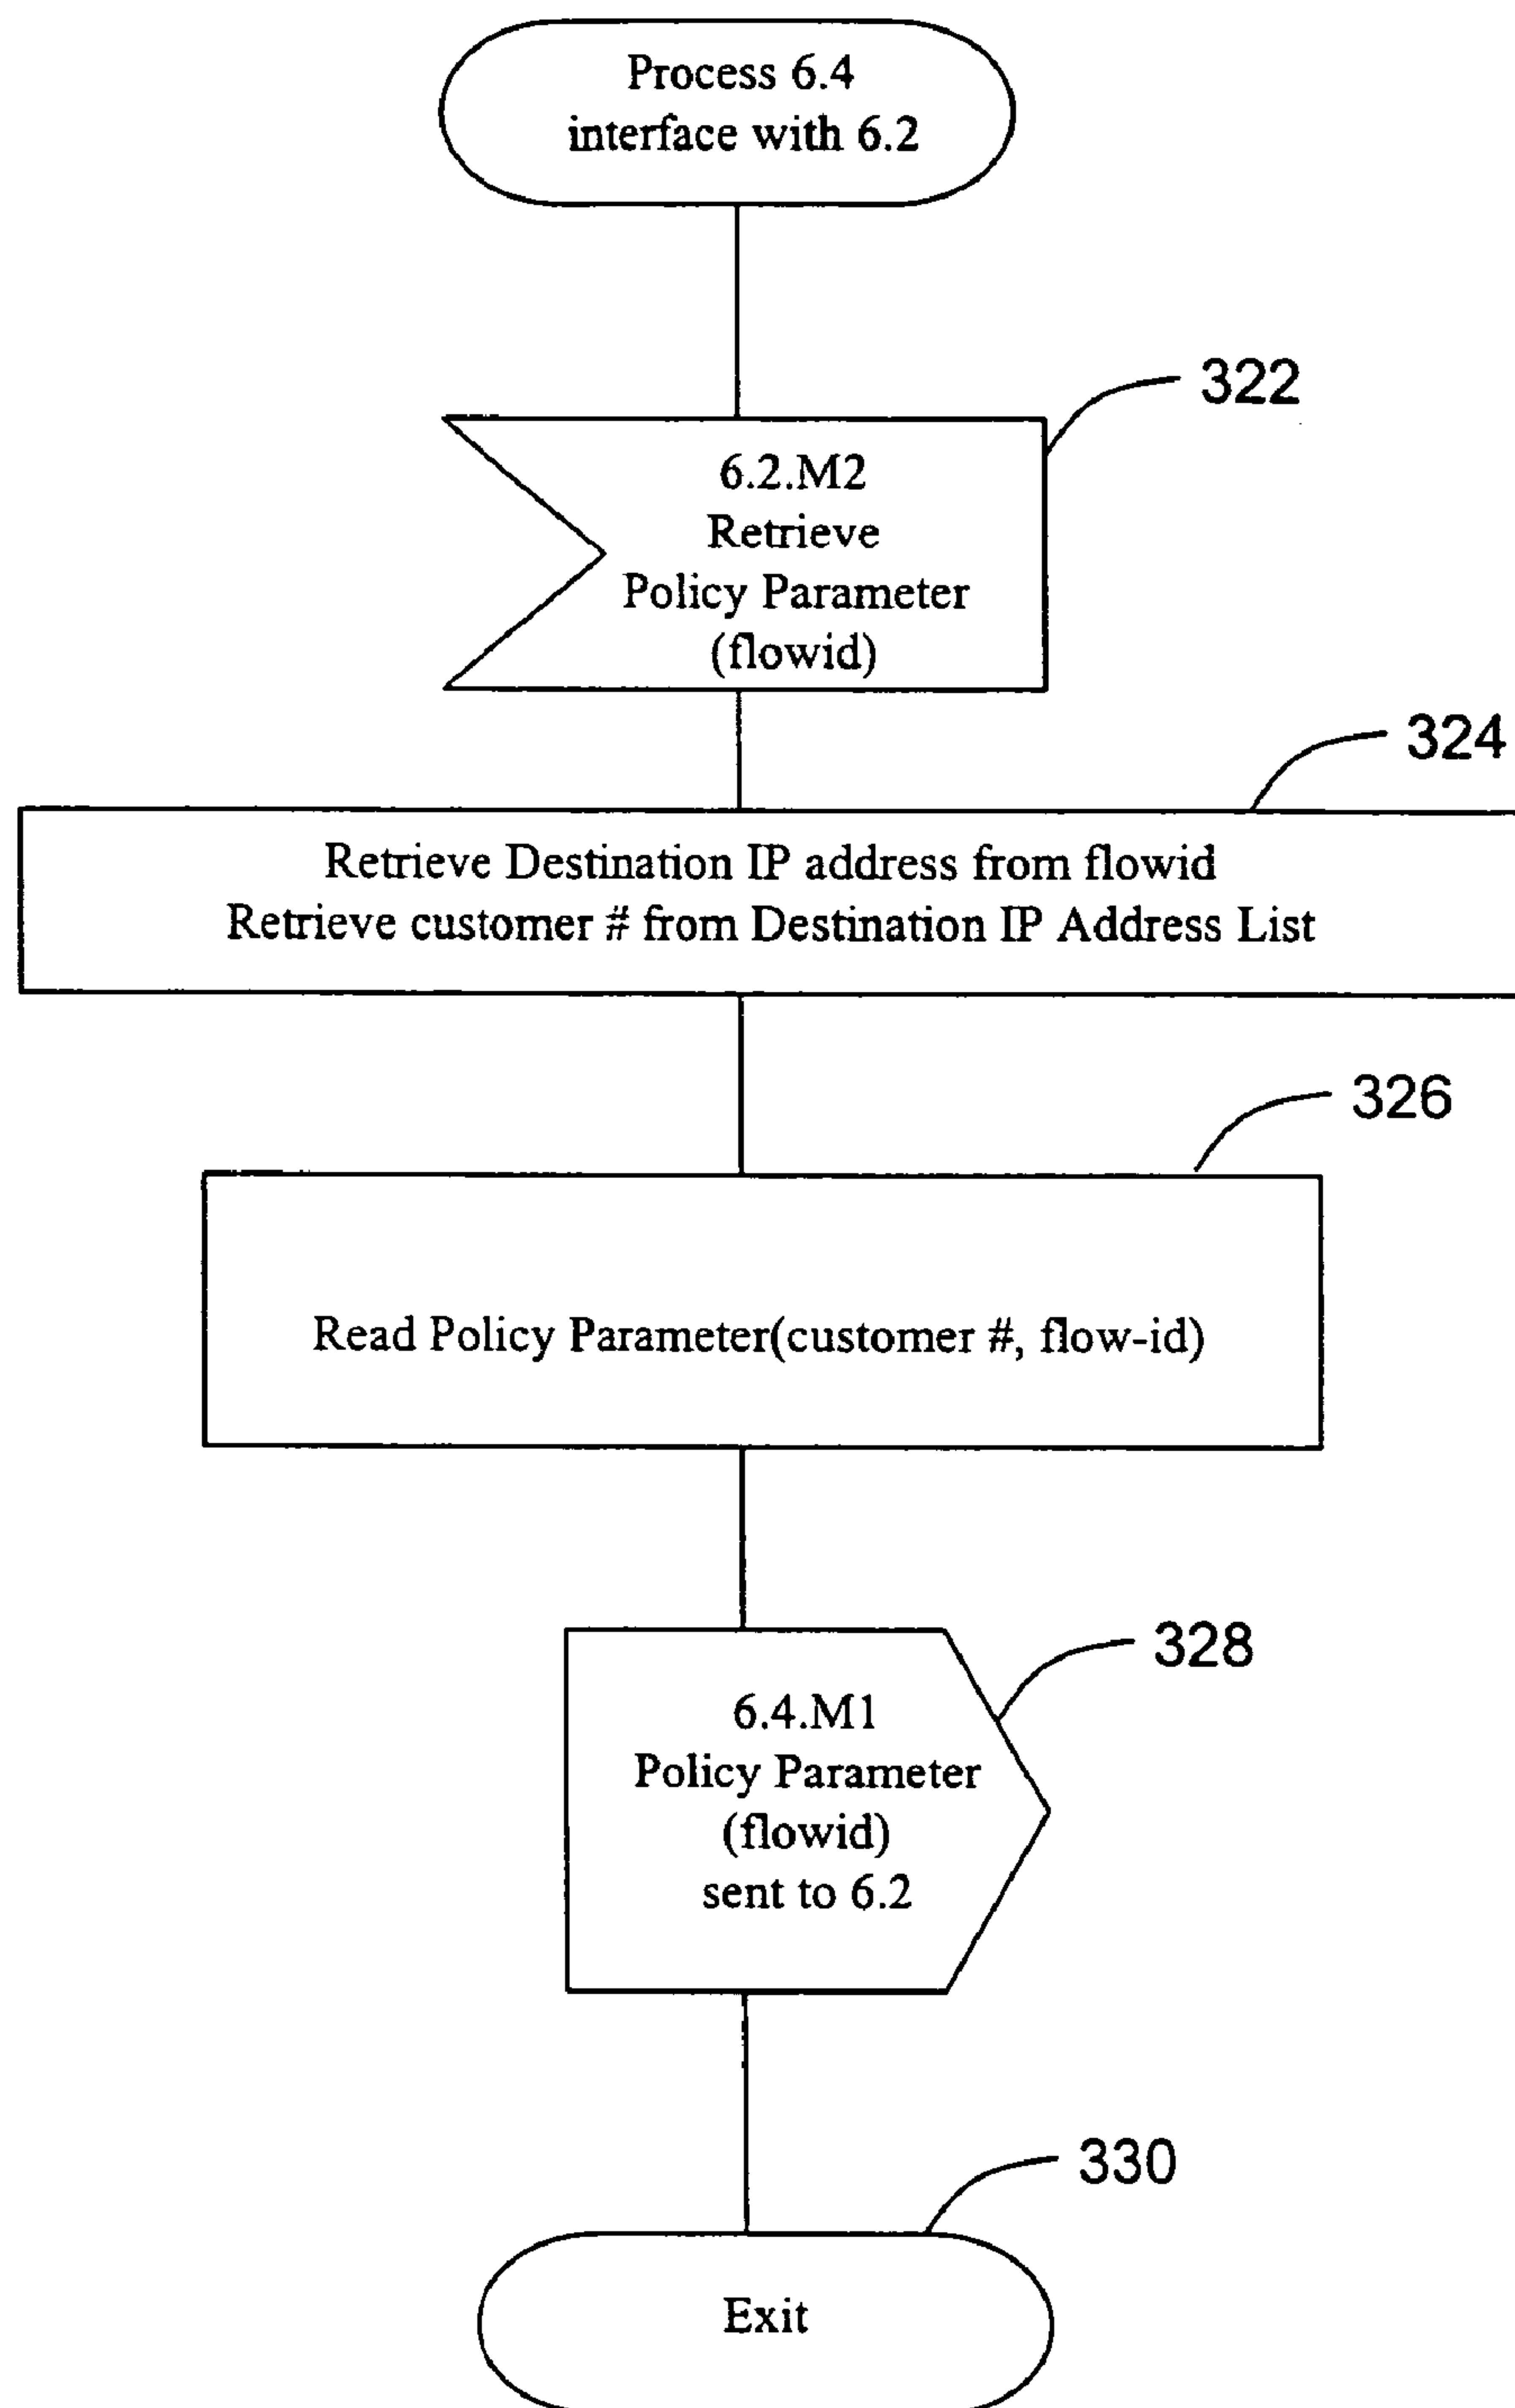 Process 6.4
interface with 6.2
322
6.2.M2
Retrieve
Policy Parameter
(flowid)
324
Retrieve Destination IP address from flowid
Retrieve customer # from Destination IP Address List
326
Read Policy Parameter(customer #, flow-id)
328
6.4.M1
Policy Parameter
(flowid)
sent to 6.2
330
Exit